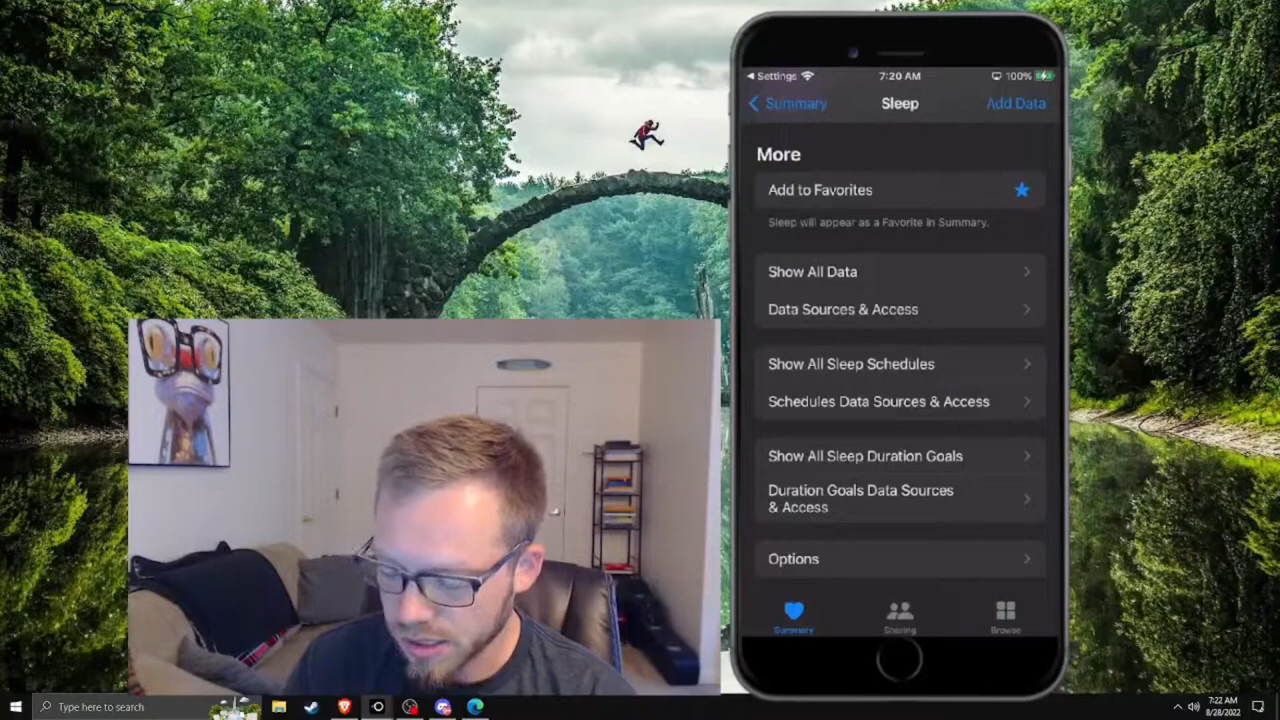 Settings
7:20 AM
100%
Summary
Sleep
Add Data
More
Add to Favorites
Sleep will appear as a Favorite in Summary.
Show All Data
Data Sources & Access
Show All Sleep Schedules
Schedules Data Sources & Access
Show All Sleep Duration Goals
Duration Goals Data Sources
& Access
Options
Summary
Sharing
Browse
Type here to search
7:22 AM
8/28/2022